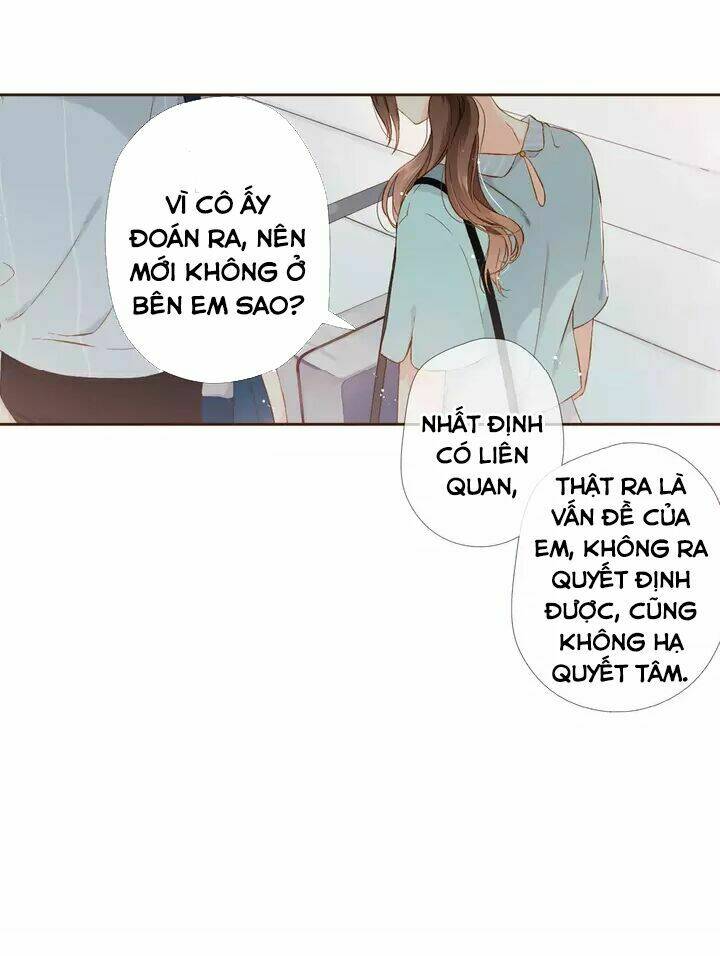 VÌ CÔ ẤY
ĐOÁN RA, NÊN
MỚI KHÔNG Ở
BÊN EM SAO?
NHẤT ĐỊNH
CÓ LIÊN
QUAN,
THẬT RA LÀ
VẤN ĐỀ CỦA
EM, KHÔNG RA
QUYẾT ĐỊNH
ĐƯỢC, CŨNG
KHÔNG HẠ
QUYẾT TÂM.